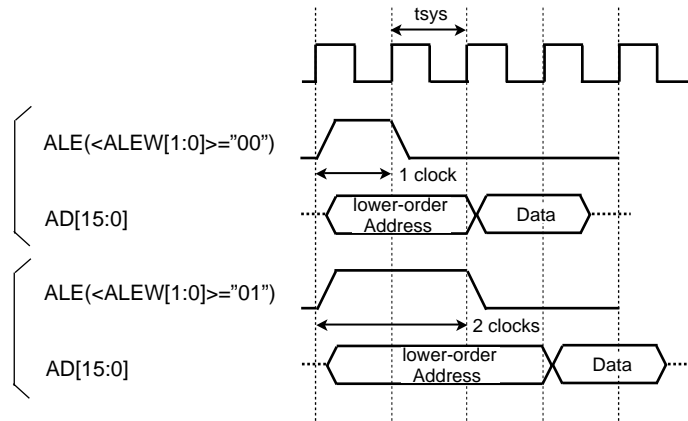 tsys
ALE(<ALEW[1:0]>=”00”)
1 clock
AD[15:0]
lower-order
Address
Data
ALE(<ALEW[1:0]>=”01”)
2 clocks
AD[15:0]
lower-order
Address
Data